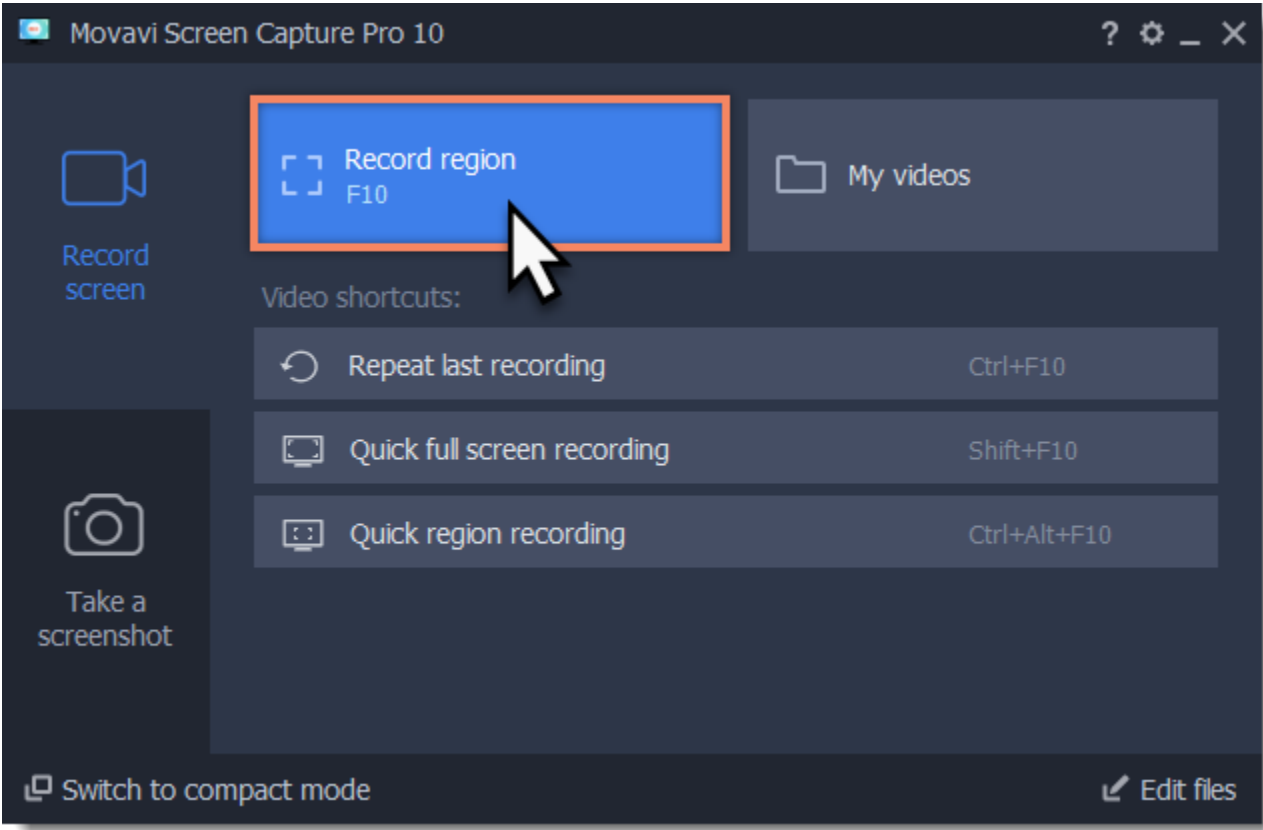 Movavi Screen Capture Pro 10
?
Record region
F10
My videos
Record
screen
Video shortcuts:
Repeat last recording Ctrl+F10
Quick full screen recording Shift+F10
Quick region recording Ctrl+Alt+F10
Take a
screenshot
Switch to compact mode
Edit files